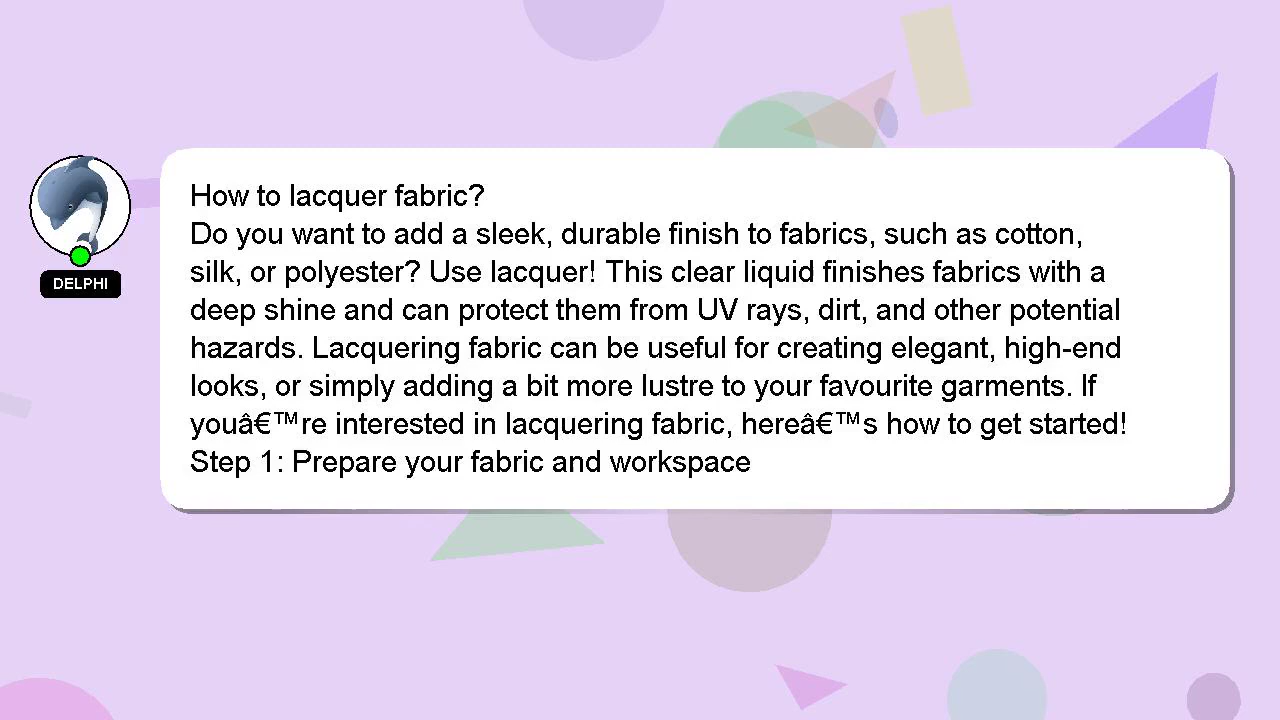 How to lacquer fabric?
Do you want to add a sleek, durable finish to fabrics, such as cotton,
silk, or polyester? Use lacquer! This clear liquid finishes fabrics with a
deep shine and can protect them from UV rays, dirt, and other potential
hazards. Lacquering fabric can be useful for creating elegant, high-end
looks, or simply adding a bit more lustre to your favourite garments. If
youâ€™re interested in lacquering fabric, hereâ€™s how to get started!
Step 1: Prepare your fabric and workspace
DELPHI